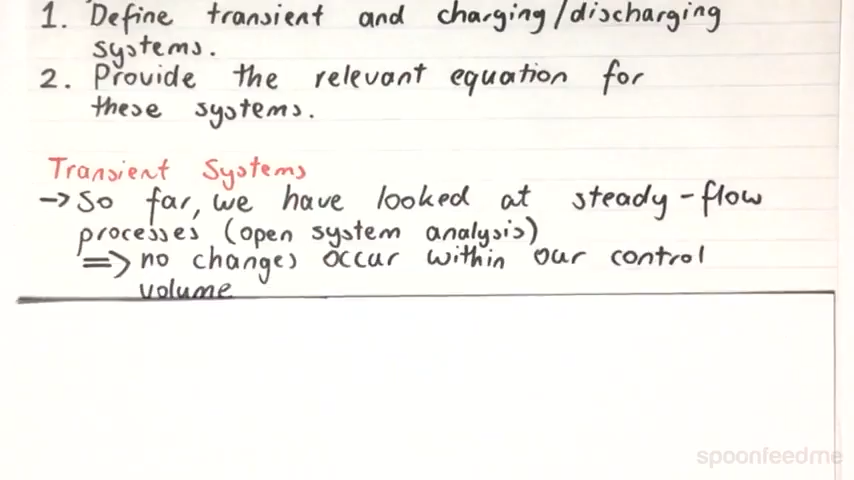 1. Define transient and charging/discharging
systems.
2. Provide the relevant equation for
these systems.
Transient Systems
→ So far, we have looked at steady-flow
processes (open system analysis)
⇒ no changes occur within our control
volume
spoonfeedme